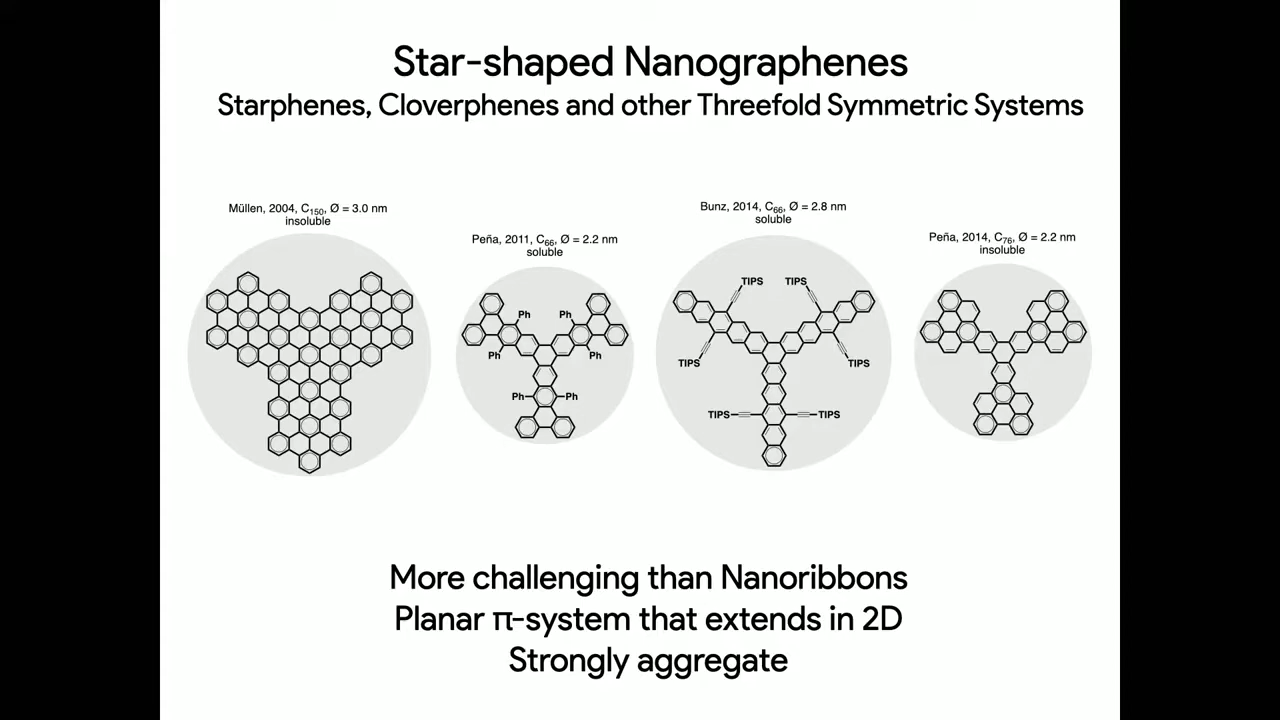 Star-shaped Nanographenes
Starphenes, Cloverphenes and other Threefold Symmetric Systems
Müllen, 2004, C₁₅₀, Ø = 3.0 nm
insoluble
Peña, 2011, C₆₆, Ø = 2.2 nm
soluble
Bunz, 2014, C₆₆, Ø = 2.8 nm
soluble
Peña, 2014, C₇₆, Ø = 2.2 nm
insoluble
Ph
Ph
Ph
Ph
Ph
Ph
TIPS
TIPS
TIPS
TIPS
TIPS
TIPS
More challenging than Nanoribbons
Planar π-system that extends in 2D
Strongly aggregate